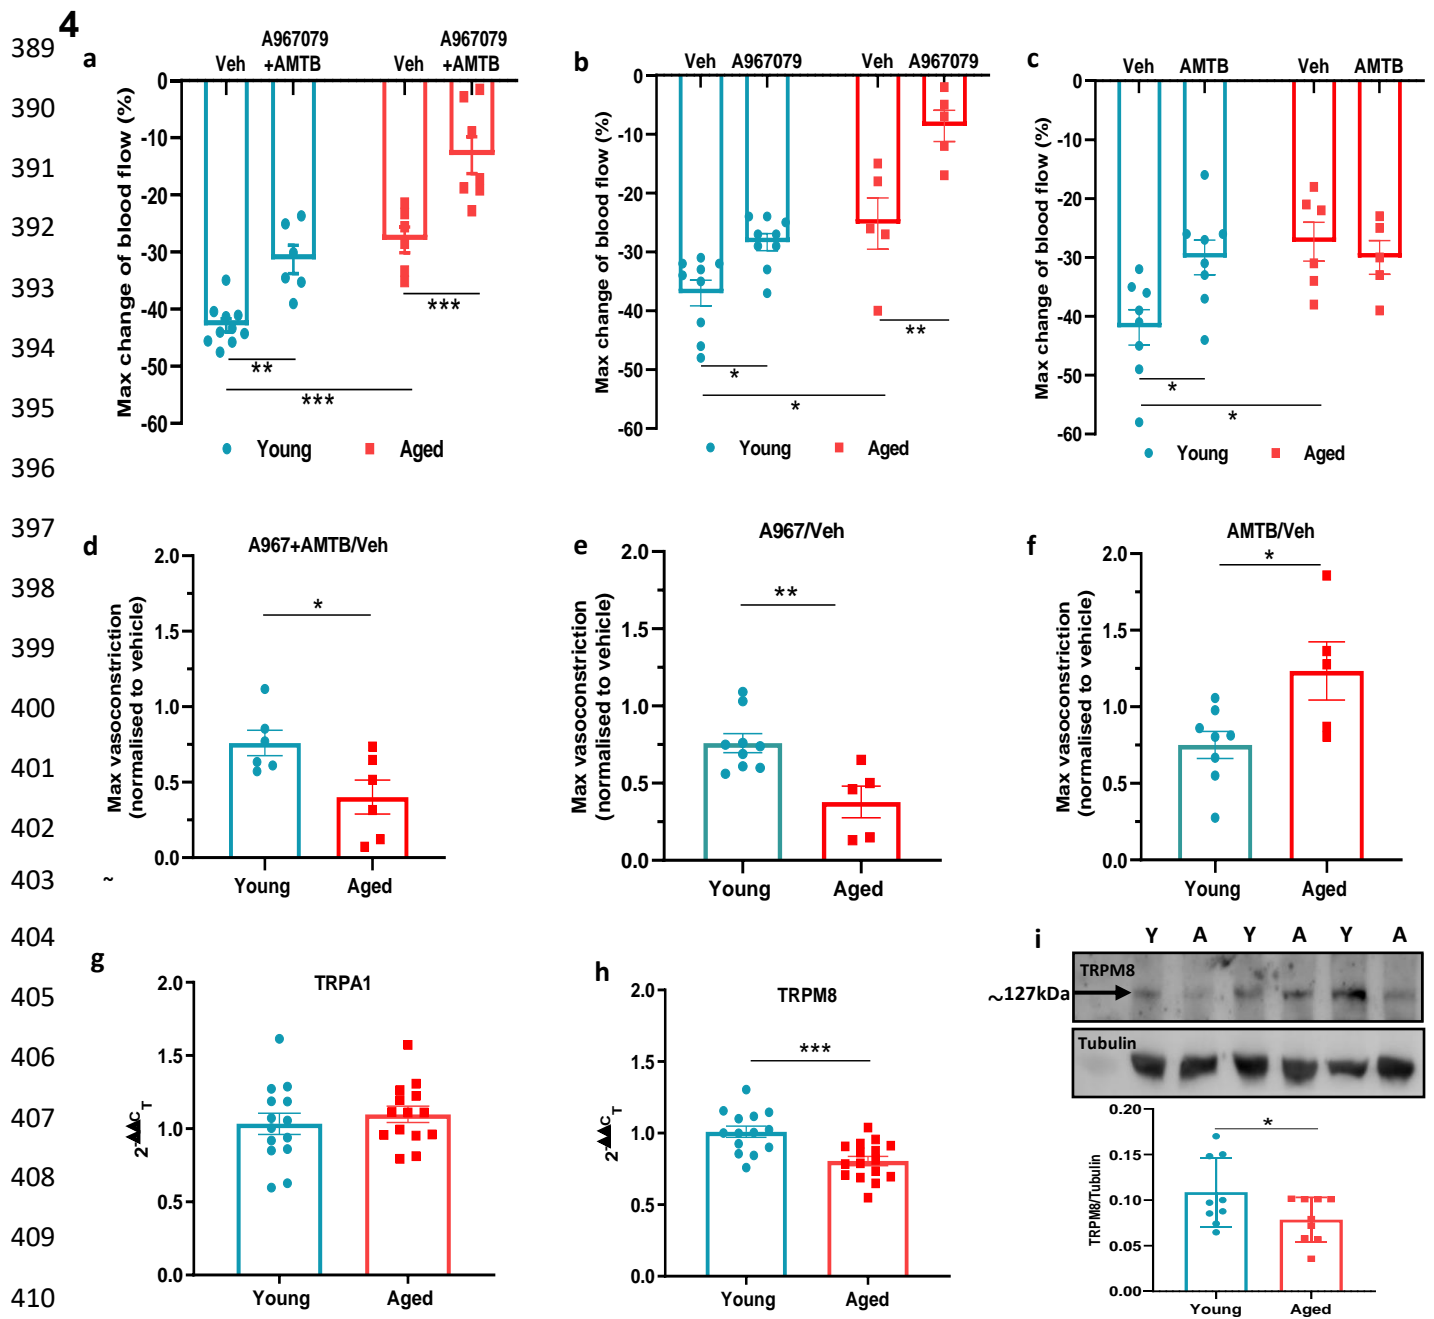 4
389
390
391
392
393
394
395
396
397
398
399
400
401
402
403
404
405
406
407
408
409
410
a
Veh
A967079
+AMTB
Veh
A967079
+AMTB
Max change of blood flow (%)
0
-10
-20
-30
-40
-50
-60
**
***
***
Young
Aged
b
Veh
A967079
Veh
A967079
Max change of blood flow (%)
0
-10
-20
-30
-40
-50
-60
*
**
*
Young
Aged
c
Veh
AMTB
Veh
AMTB
Max change of blood flow (%)
0
-10
-20
-30
-40
-50
-60
*
*
Young
Aged
d
A967+AMTB/Veh
Max vasoconstriction
(normalised to vehicle)
2.0
1.5
1.0
0.5
0.0
*
Young
Aged
~
e
A967/Veh
Max vasoconstriction
(normalised to vehicle)
2.0
1.5
1.0
0.5
0.0
**
Young
Aged
f
AMTB/Veh
Max vasoconstriction
(normalised to vehicle)
2.0
1.5
1.0
0.5
0.0
*
Young
Aged
g
TRPA1
2-▲▲CT
2.0
1.5
1.0
0.5
0.0
Young
Aged
h
TRPM8
2-▲▲CT
2.0
1.5
1.0
0.5
0.0
***
Young
Aged
i
Y A Y A Y A
TRPM8
~127kDa
Tubulin
TRPM8/Tubulin
0.20
0.15
0.10
0.05
0.00
*
Young
Aged